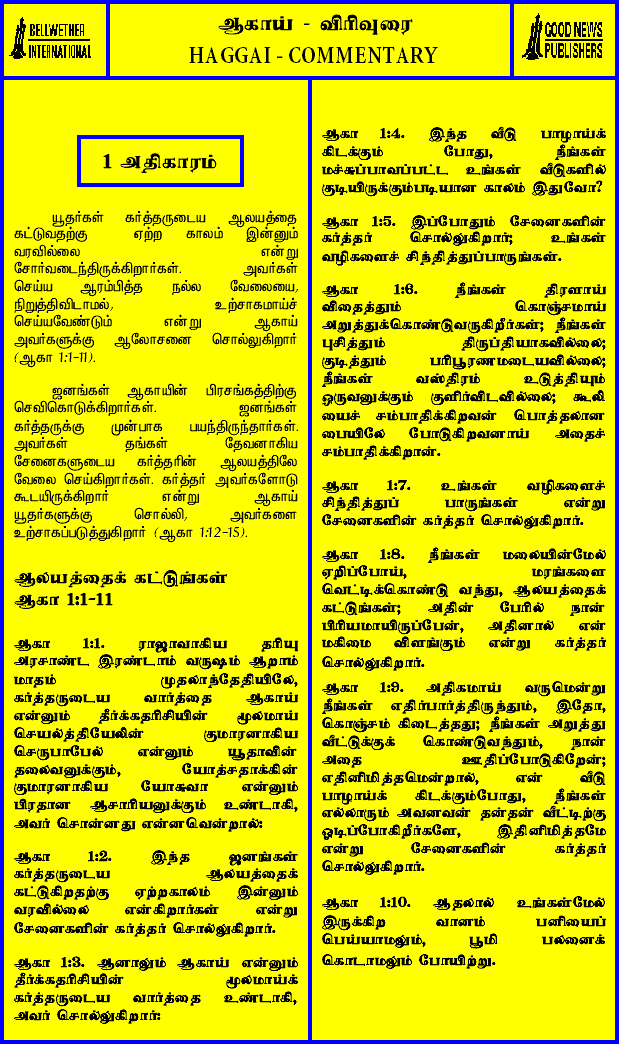 BELLWETHER
INTERNATIONAL
ஆகாய் - விரிவுரை
HAGGAI - COMMENTARY
GOOD NEWS
PUBLISHERS
1 அதிகாரம்
யூதர்கள் கர்த்தருடைய ஆலயத்தை
கட்டுவதற்கு ஏற்ற காலம் இன்னும்
வரவில்லை என்று
சோர்வடைந்திருக்கிறார்கள். அவர்கள்
செய்ய ஆரம்பித்த நல்ல வேலையை,
நிறுத்திவிடாமல், உற்சாகமாய்ச்
செய்யவேண்டும் என்று ஆகாய்
அவர்களுக்கு ஆலோசனை சொல்லுகிறார்
(ஆகா 1:1-11).
ஜனங்கள் ஆகாயின் பிரசங்கத்திற்கு
செவிகொடுக்கிறார்கள். ஜனங்கள்
கர்த்தருக்கு முன்பாக பயந்திருந்தார்கள்.
அவர்கள் தங்கள் தேவனாகிய
சேனைகளுடைய கர்த்தரின் ஆலயத்திலே
வேலை செய்கிறார்கள். கர்த்தர் அவர்களோடு
கூடயிருக்கிறார் என்று ஆகாய்
யூதர்களுக்கு சொல்லி, அவர்களை
உற்சாகப்படுத்துகிறார் (ஆகா 1:12-15).
ஆலயத்தைக் கட்டுங்கள்
ஆகா 1:1-11
ஆகா 1:1. ராஜாவாகிய தரியு
அரசாண்ட இரண்டாம் வருஷம் ஆறாம்
மாதம் முதலாந்தேதியிலே,
கர்த்தருடைய வார்த்தை ஆகாய்
என்னும் தீர்க்கதரிசியின் மூலமாய்
செயல்த்தியேலின் குமாரனாகிய
செருபாபேல் என்னும் யூதாவின்
தலைவனுக்கும், யோத்சதாக்கின்
குமாரனாகிய யோசுவா என்னும்
பிரதான ஆசாரியனுக்கும் உண்டாகி,
அவர் சொன்னது என்னவென்றால்:
ஆகா 1:2. இந்த ஜனங்கள்
கர்த்தருடைய ஆலயத்தைக்
கட்டுகிறதற்கு ஏற்றகாலம் இன்னும்
வரவில்லை என்கிறார்கள் என்று
சேனைகளின் கர்த்தர் சொல்லுகிறார்.
ஆகா 1:3. ஆனாலும் ஆகாய் என்னும்
தீர்க்கதரிசியின் மூலமாய்க்
கர்த்தருடைய வார்த்தை உண்டாகி,
அவர் சொல்லுகிறார்:
ஆகா 1:4. இந்த வீடு பாழாய்க்
கிடக்கும் போது, நீங்கள்
மச்சுப்பாவப்பட்ட உங்கள் வீடுகளில்
குடியிருக்கும்படியான காலம் இதுவோ?
ஆகா 1:5. இப்போதும் சேனைகளின்
கர்த்தர் சொல்லுகிறார்; உங்கள்
வழிகளைச் சிந்தித்துப்பாருங்கள்.
ஆகா 1:6. நீங்கள் திரளாய்
விதைத்தும் கொஞ்சமாய்
அறுத்துக்கொண்டுவருகிறீர்கள்; நீங்கள்
புசித்தும் திருப்தியாகவில்லை;
குடித்தும் பரிபூரணமடையவில்லை;
நீங்கள் வஸ்திரம் உடுத்தியும்
ஒருவனுக்கும் குளிர்விடவில்லை; கூலி
யைச் சம்பாதிக்கிறவன் பொத்தலான
பையிலே போடுகிறவனாய் அதைச்
சம்பாதிக்கிறான்.
ஆகா 1:7. உங்கள் வழிகளைச்
சிந்தித்துப் பாருங்கள் என்று
சேனைகளின் கர்த்தர் சொல்லுகிறார்.
ஆகா 1:8. நீங்கள் மலையின்மேல்
ஏறிப்போய், மரங்களை
வெட்டிக்கொண்டு வந்து, ஆலயத்தைக்
கட்டுங்கள்; அதின் பேரில் நான்
பிரியமாயிருப்பேன், அதினால் என்
மகிமை விளங்கும் என்று கர்த்தர்
சொல்லுகிறார்.
ஆகா 1:9. அதிகமாய் வருமென்று
நீங்கள் எதிர்பார்த்திருந்தும், இதோ,
கொஞ்சம் கிடைத்தது; நீங்கள் அறுத்து
வீட்டுக்குக் கொண்டுவந்தும், நான்
அதை ஊதிப்போடுகிறேன்;
எதினிமித்தமென்றால், என் வீடு
பாழாய்க் கிடக்கும்போது, நீங்கள்
எல்லாரும் அவனவன் தன்தன் வீட்டிற்கு
ஓடிப்போகிறீர்களே, இதினிமித்தமே
என்று சேனைகளின் கர்த்தர்
சொல்லுகிறார்.
ஆகா 1:10. ஆதலால் உங்கள்மேல்
இருக்கிற வானம் பனியைப்
பெய்யாமலும், பூமி பலனைக்
கொடாமலும் போயிற்று.